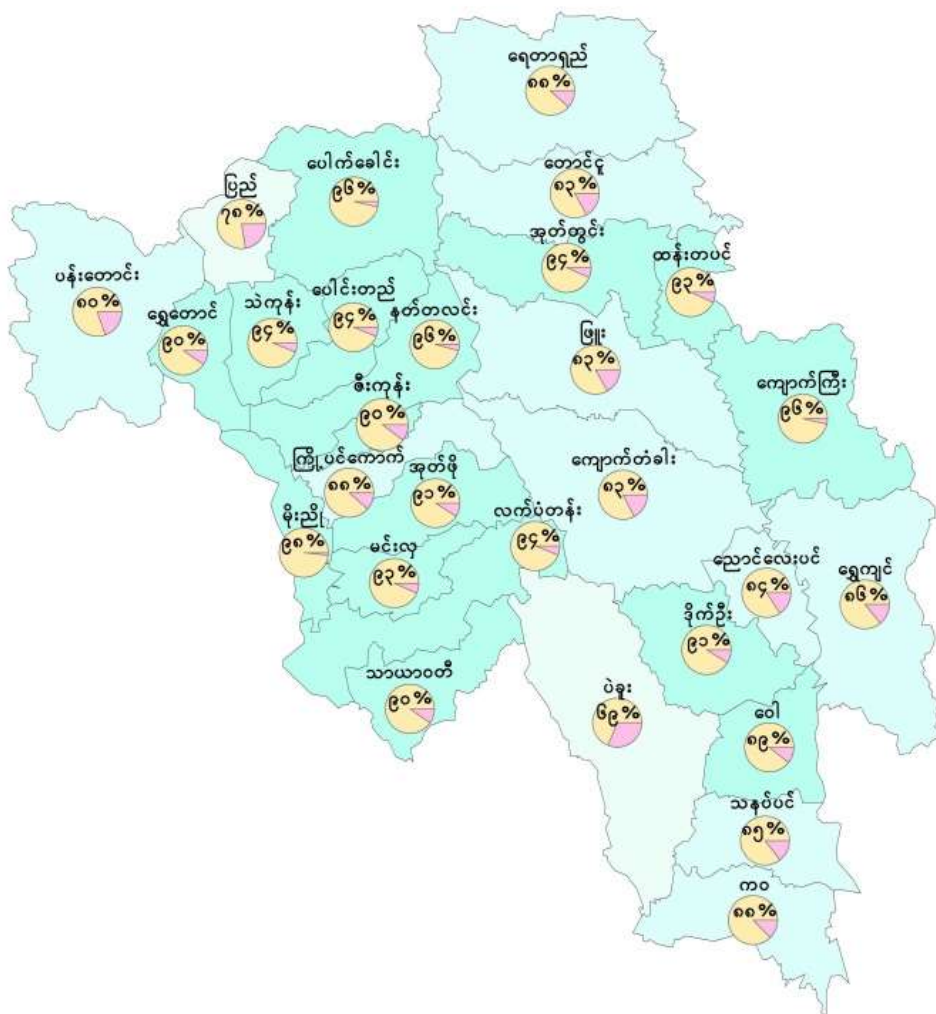 ရေတာရှည်
၈၈%
တောင်ငူ
၈၃%
ပေါက်ခေါင်း
၉၆%
ပြည်
၇၈%
အုတ်တွင်း
၉၄%
ထန်းတပင်
၉၃%
ပန်းတောင်း
၈၀%
ရွှေတောင်
၉၀%
သဲကုန်း
၉၄%
ပေါင်းတည်
၉၄%
နတ်တလင်း
၉၆%
ဖြူး
၈၃%
ဇီးကုန်း
၉၀%
ကျောက်ကြီး
၉၆%
ကြို့ပင်ကောက်
၈၈%
အုတ်ဖို
၉၁%
ကျောက်တံခါး
၈၃%
လက်ပံတန်း
၉၄%
မိုးညို
၉၈%
မင်းလှ
၉၃%
ညောင်လေးပင်
၈၄%
ရွှေကျင်
၈၆%
ဒိုက်ဦး
၉၁%
သာယာဝတီ
၉၀%
ပဲခူး
၆၉%
ဝေါ
၈၉%
သနပ်ပင်
၈၅%
ကဝ
၈၈%